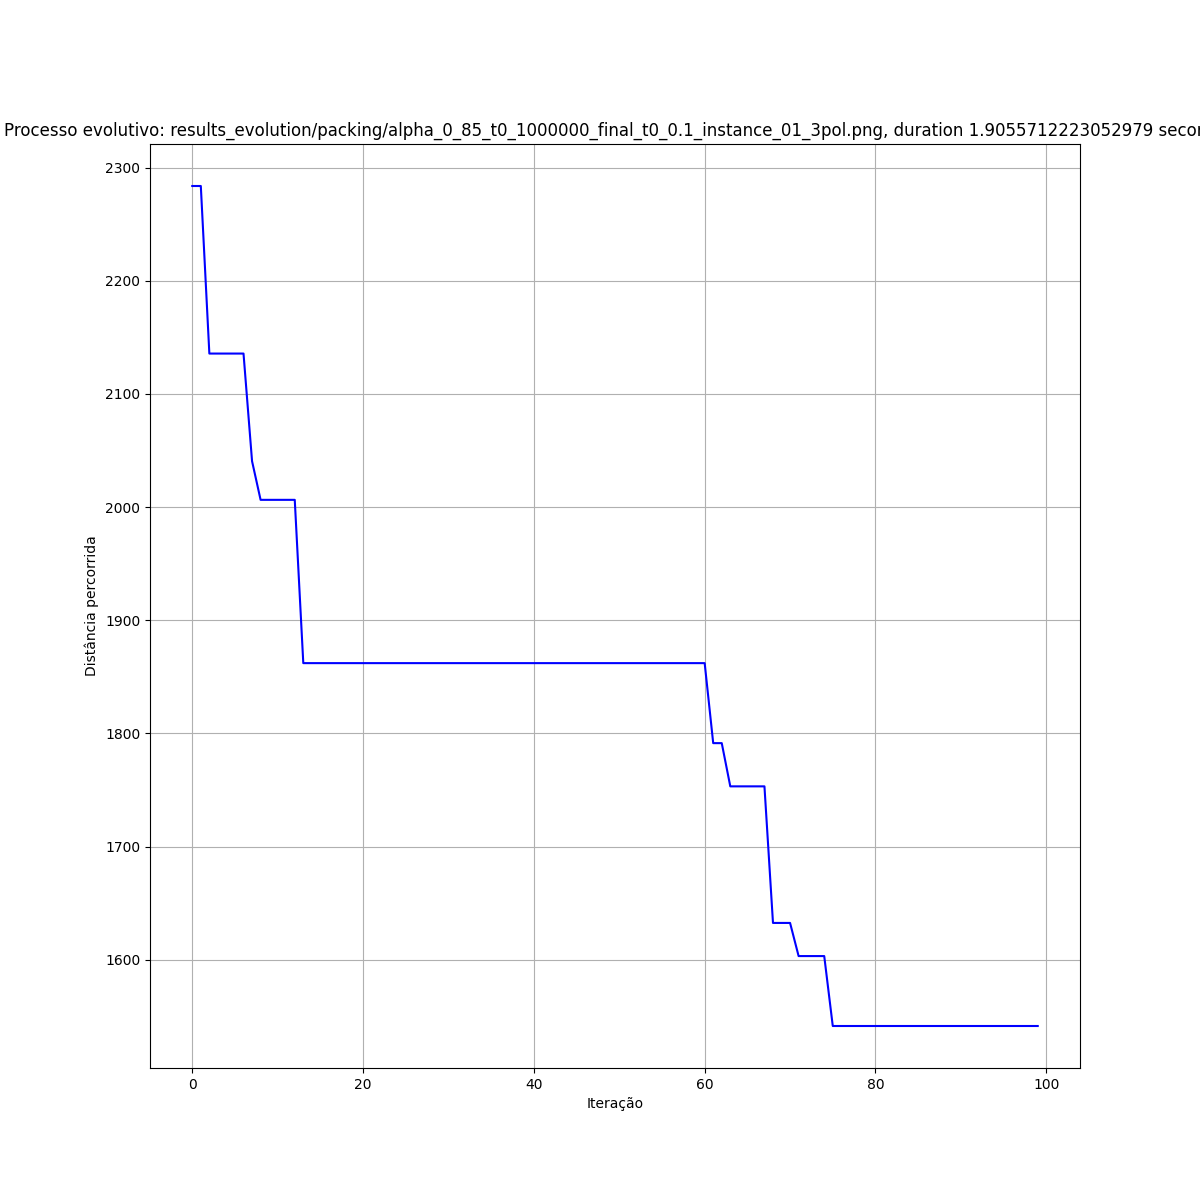 Processo evolutivo: results_evolution/packing/alpha_0_85_t0_1000000_final_t0_0.1_instance_01_3pol.png, duration 1.9055712223052979
2300
2200
2100
2000
1900
1800
1700
1600
Distância percorrida
0 20 40 60 80 100
Iteração